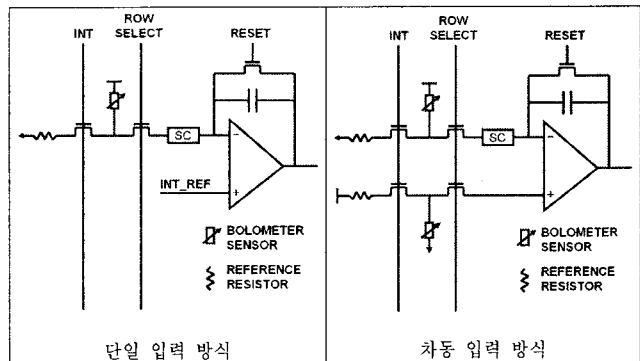 INT
ROW
SELECT
RESET
SC
−
+
INT_REF
BOLOMETER
SENSOR
REFERENCE
RESISTOR
단일 입력 방식
INT
ROW
SELECT
RESET
SC
−
+
BOLOMETER
SENSOR
REFERENCE
RESISTOR
차동 입력 방식